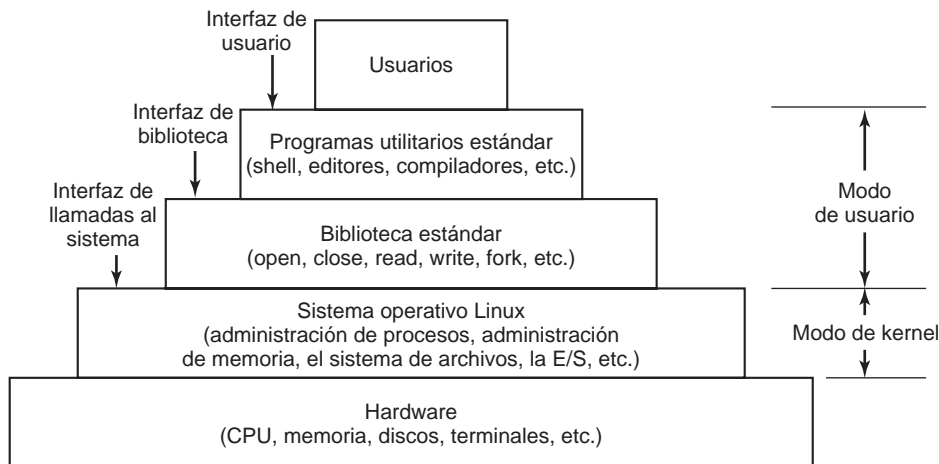 Interfaz de
usuario
Usuarios
Interfaz de
biblioteca
Programas utilitarios estándar
(shell, editores, compiladores, etc.)
Interfaz de
llamadas al
sistema
Modo
de usuario
Biblioteca estándar
(open, close, read, write, fork, etc.)
Sistema operativo Linux
(administración de procesos, administración
de memoria, el sistema de archivos, la E/S, etc.)
Modo de kernel
Hardware
(CPU, memoria, discos, terminales, etc.)